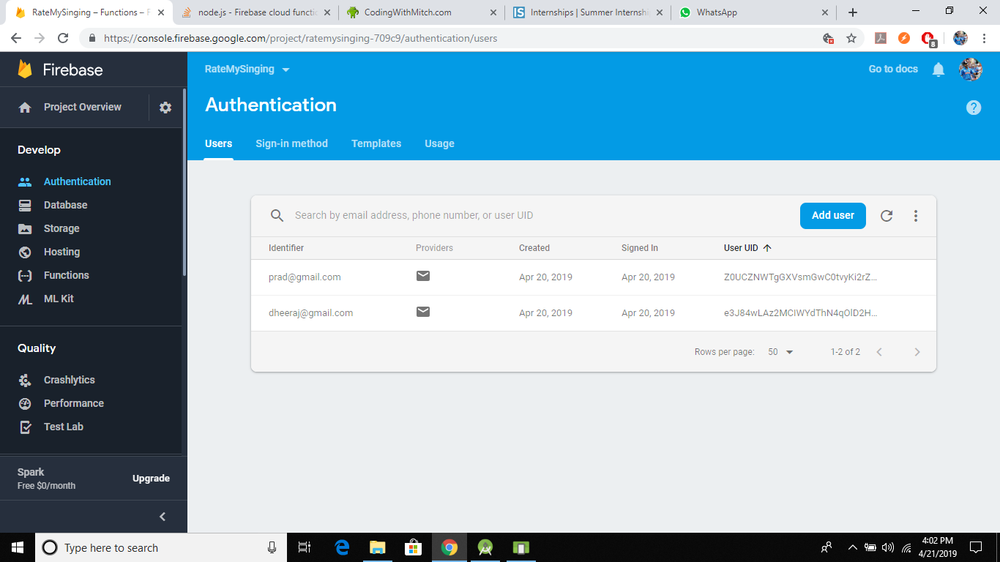 RateMySinging – Functions – F
node.js - Firebase cloud functio
CodingWithMitch.com
Internships | Summer Internshi
WhatsApp
https://console.firebase.google.com/project/ratemysinging-709c9/authentication/users
8
Firebase
RateMySinging
Go to docs
Project Overview
Authentication
?
Users Sign-in method Templates Usage
Develop
Authentication
Database
Storage
Hosting
Functions
ML Kit
Quality
Crashlytics
Performance
Test Lab
Spark
Free $0/month
Upgrade
Search by email address, phone number, or user UID
Add user
Identifier Providers Created Signed In User UID
prad@gmail.com Apr 20, 2019 Apr 20, 2019 Z0UCZNWTgGXVsmGwC0tvyKi2rZ...
dheeraj@gmail.com Apr 20, 2019 Apr 20, 2019 e3J84wLAz2MCIWYdThN4qOlD2H...
Rows per page: 50 1-2 of 2
Type here to search
4:02 PM
4/21/2019